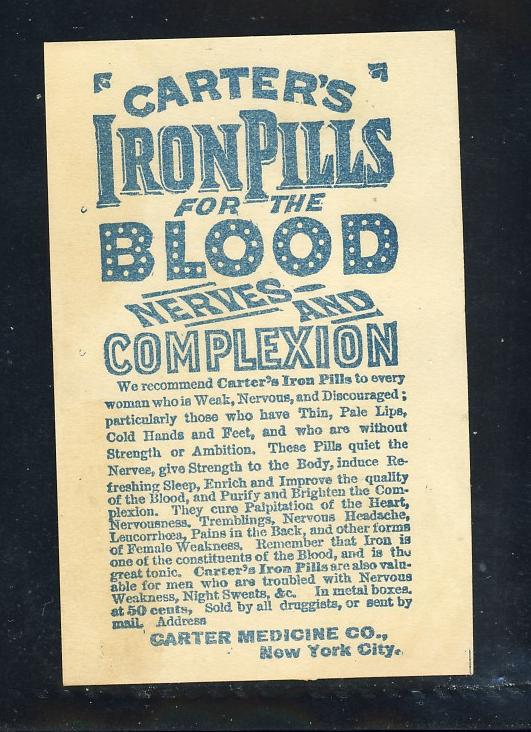 "CARTER'S"
IRON PILLS
FOR THE
BLOOD
NERVES AND
COMPLEXION
We recommend Carter's Iron Pills to every
woman who is Weak, Nervous, and Discouraged;
particularly those who have Thin, Pale Lips,
Cold Hands and Feet, and who are without
Strength or Ambition. These Pills quiet the
Nerves, give Strength to the Body, induce Re-
freshing Sleep, Enrich and Improve the quality
of the Blood, and Purify and Brighten the Com-
plexion. They cure Palpitation of the Heart,
Nervousness, Tremblings, Nervous Headache,
Leucorrhœa, Pains in the Back, and other forms
of Female Weakness. Remember that Iron is
one of the constituents of the Blood, and is the
great tonic. Carter's Iron Pills are also valu-
able for men who are troubled with Nervous
Weakness, Night Sweats, &c. In metal boxes.
at 50 cents, Sold by all druggists, or sent by
mail. Address
CARTER MEDICINE CO.,
New York City.